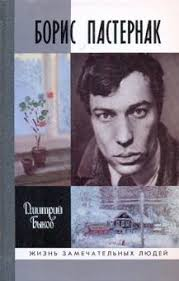 БОРИС ПАСТЕРНАК
Дмитрий
Быков
ЖИЗНЬ ЗАМЕЧАТЕЛЬНЫХ ЛЮДЕЙ